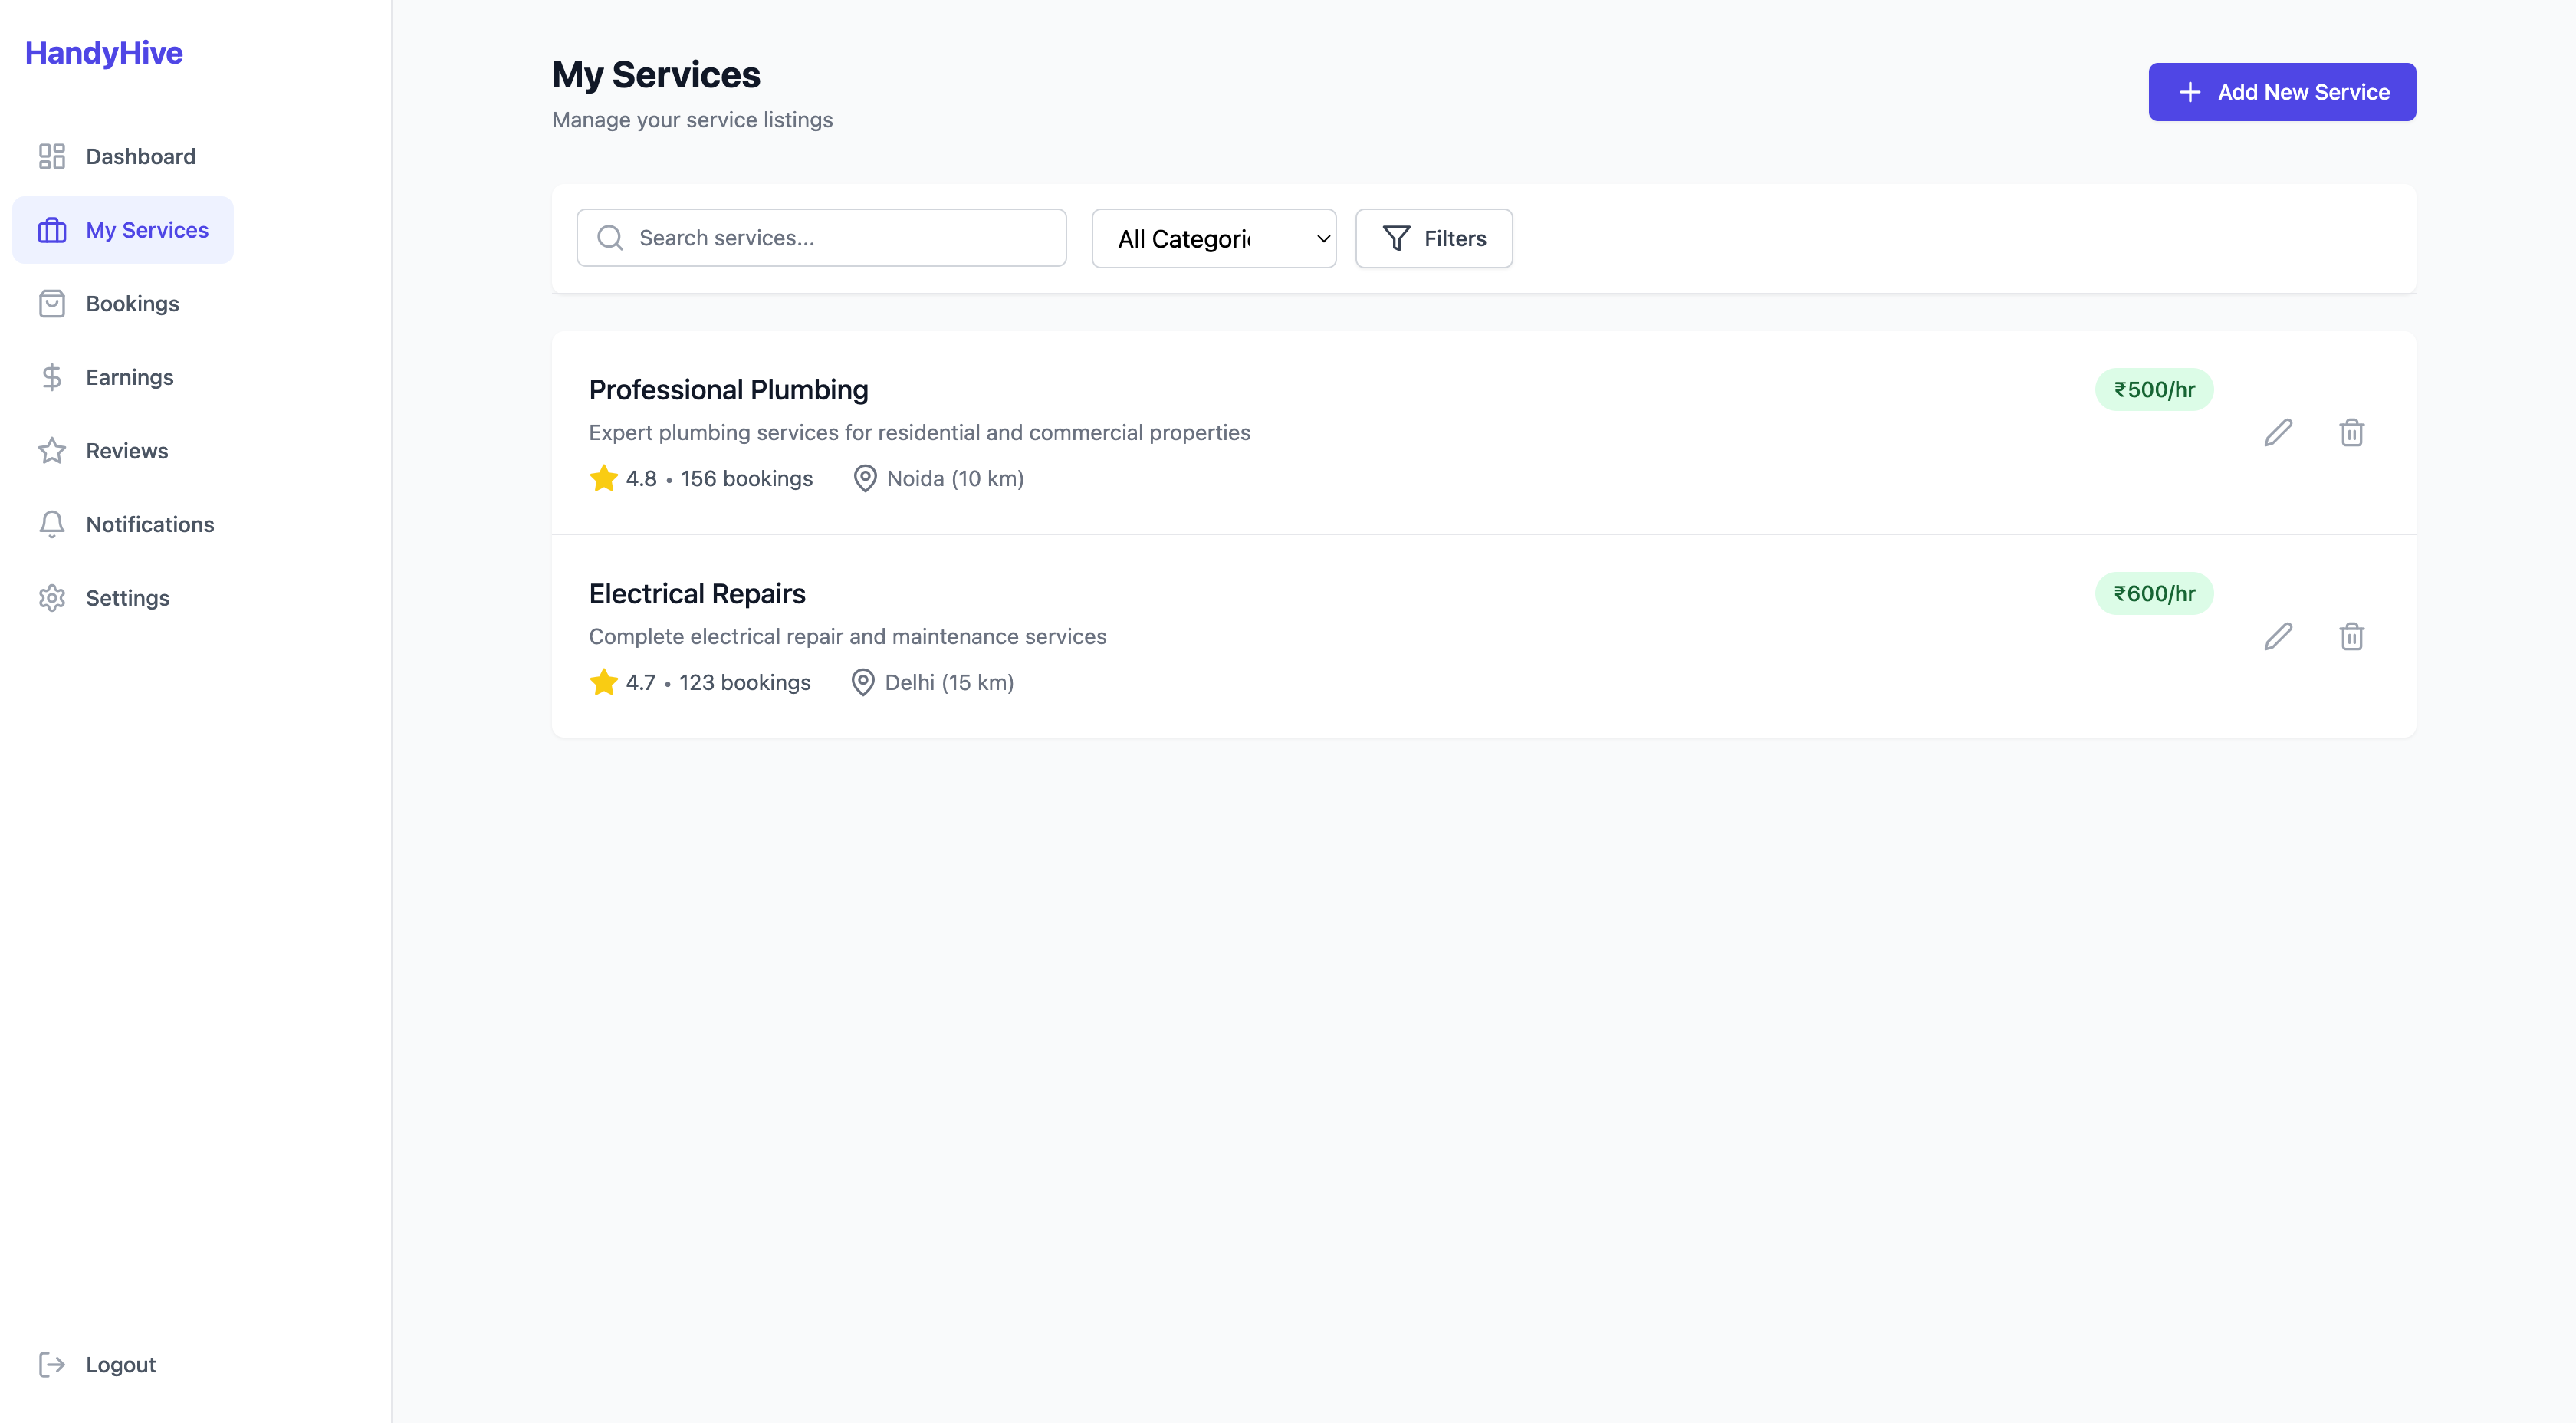 HandyHive
Dashboard
My Services
Bookings
Earnings
Reviews
Notifications
Settings
Logout
My Services
Manage your service listings
Add New Service
Search services...
All Categori
Filters
Professional Plumbing
₹500/hr
Expert plumbing services for residential and commercial properties
4.8 • 156 bookings
Noida (10 km)
Electrical Repairs
₹600/hr
Complete electrical repair and maintenance services
4.7 • 123 bookings
Delhi (15 km)